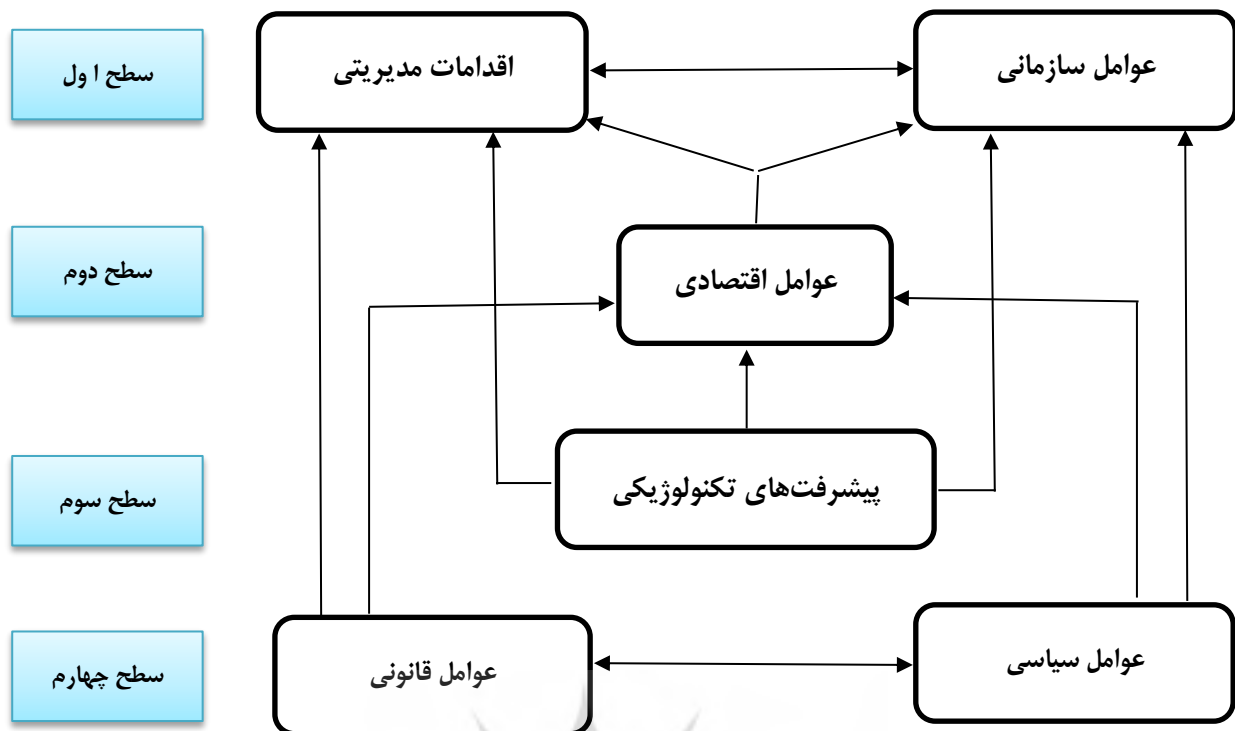 عوامل سازمانی
اقدامات مدیریتی
سطح ا ول
عوامل اقتصادی
سطح دوم
پیشرفت‌های تکنولوژیکی
سطح سوم
عوامل سیاسی
عوامل قانونی
سطح چهارم